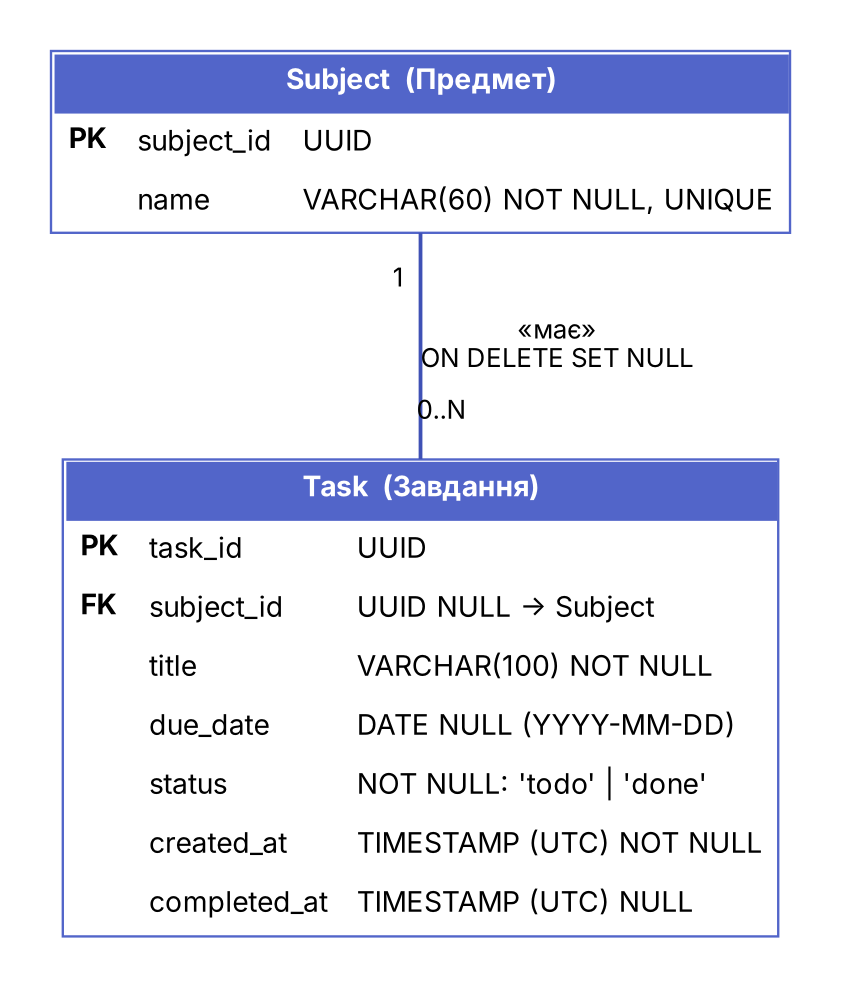 Subject (Предмет)
PK subject_id UUID
name VARCHAR(60) NOT NULL, UNIQUE
1
«має»
ON DELETE SET NULL
0..N
Task (Завдання)
PK task_id UUID
FK subject_id UUID NULL → Subject
title VARCHAR(100) NOT NULL
due_date DATE NULL (YYYY-MM-DD)
status NOT NULL: 'todo' | 'done'
created_at TIMESTAMP (UTC) NOT NULL
completed_at TIMESTAMP (UTC) NULL